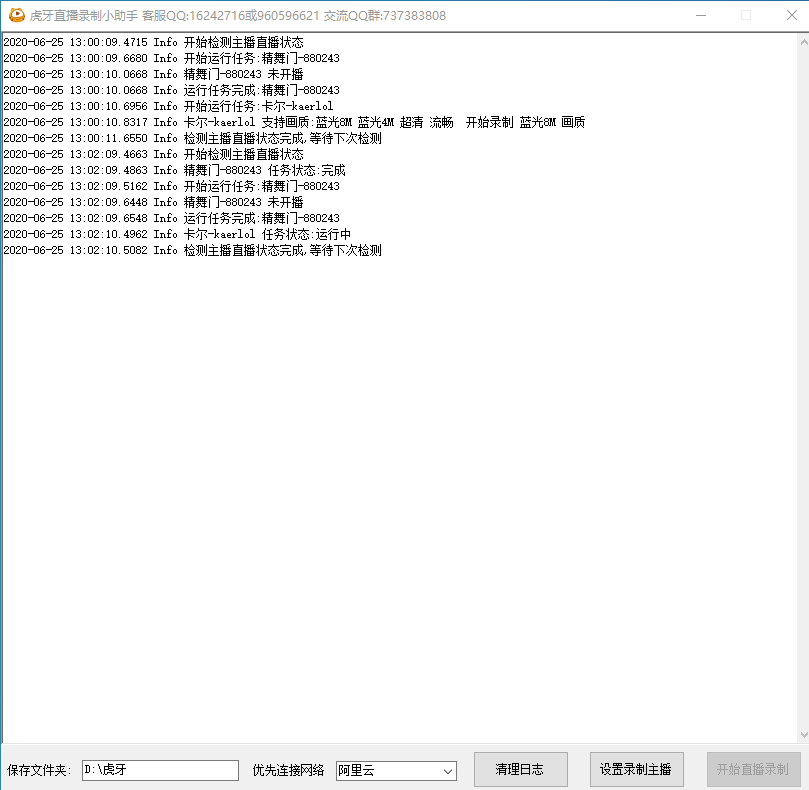 虎牙直播录制小助手 客服QQ:16242716或960596621 交流QQ群:737383808
2020-06-25 13:00:09.4715 Info 开始检测主播直播状态
2020-06-25 13:00:09.6680 Info 开始运行任务:精舞门-880243
2020-06-25 13:00:10.0668 Info 精舞门-880243 未开播
2020-06-25 13:00:10.0668 Info 运行任务完成:精舞门-880243
2020-06-25 13:00:10.6956 Info 开始运行任务:卡尔-kaerlol
2020-06-25 13:00:10.8317 Info 卡尔-kaerlol 支持画质:蓝光8M 蓝光4M 超清 流畅  开始录制 蓝光8M 画质
2020-06-25 13:00:11.6550 Info 检测主播直播状态完成,等待下次检测
2020-06-25 13:02:09.4663 Info 开始检测主播直播状态
2020-06-25 13:02:09.4863 Info 精舞门-880243 任务状态:完成
2020-06-25 13:02:09.5162 Info 开始运行任务:精舞门-880243
2020-06-25 13:02:09.6448 Info 精舞门-880243 未开播
2020-06-25 13:02:09.6548 Info 运行任务完成:精舞门-880243
2020-06-25 13:02:10.4962 Info 卡尔-kaerlol 任务状态:运行中
2020-06-25 13:02:10.5082 Info 检测主播直播状态完成,等待下次检测
保存文件夹: D:\虎牙 优先连接网络 阿里云 清理日志 设置录制主播 开始直播录制